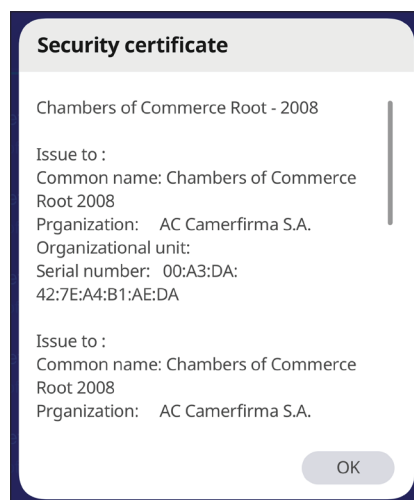 Security certificate
Chambers of Commerce Root - 2008
Issue to :
Common name: Chambers of Commerce
Root 2008
Prganization: AC Camerfirma S.A.
Organizational unit:
Serial number: 00:A3:DA:
42:7E:A4:B1:AE:DA
Issue to :
Common name: Chambers of Commerce
Root 2008
Prganization: AC Camerfirma S.A.
OK